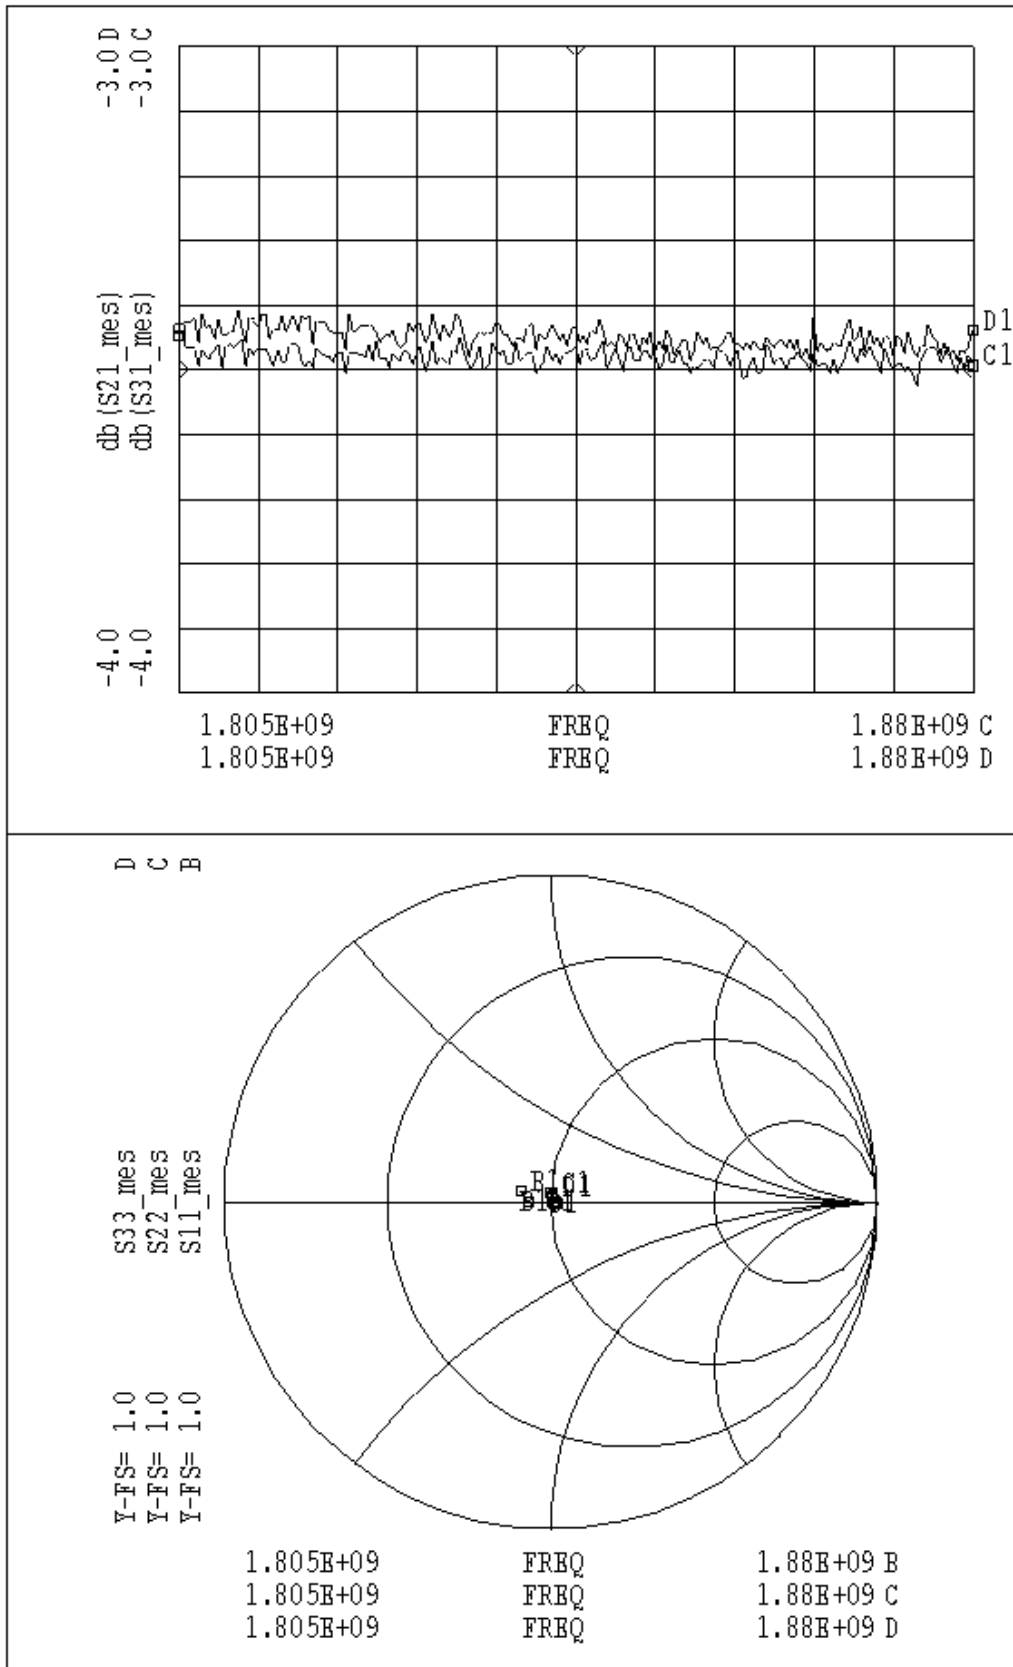 -3.0 D
-3.0 C
db(S21_mes)
db(S31_mes)
-4.0
-4.0
D1
C1
1.805E+09 FREQ 1.88E+09 C
1.805E+09 FREQ 1.88E+09 D
D
C
B
S33_mes
S22_mes
S11_mes
Y-FS= 1.0
Y-FS= 1.0
Y-FS= 1.0
B1
C1
1.805E+09 FREQ 1.88E+09 B
1.805E+09 FREQ 1.88E+09 C
1.805E+09 FREQ 1.88E+09 D